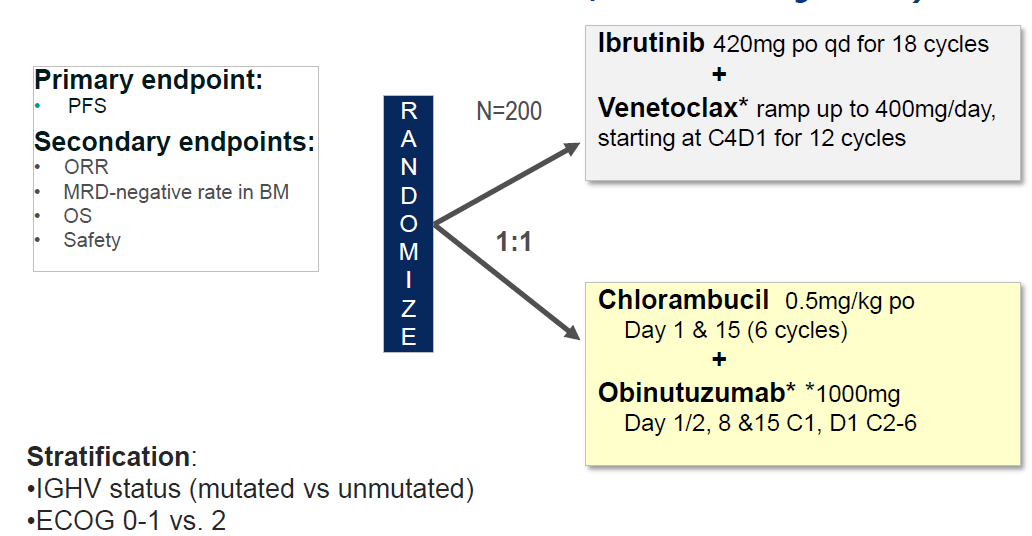 Primary endpoint:
• PFS
Secondary endpoints:
• ORR
• MRD-negative rate in BM
• OS
• Safety
RANDOMIZE
N=200
1:1
Ibrutinib 420mg po qd for 18 cycles
+
Venetoclax* ramp up to 400mg/day,
starting at C4D1 for 12 cycles
Chlorambucil 0.5mg/kg po
Day 1 & 15 (6 cycles)
+
Obinutuzumab* *1000mg
Day 1/2, 8 &15 C1, D1 C2-6
Stratification:
•IGHV status (mutated vs unmutated)
•ECOG 0-1 vs. 2